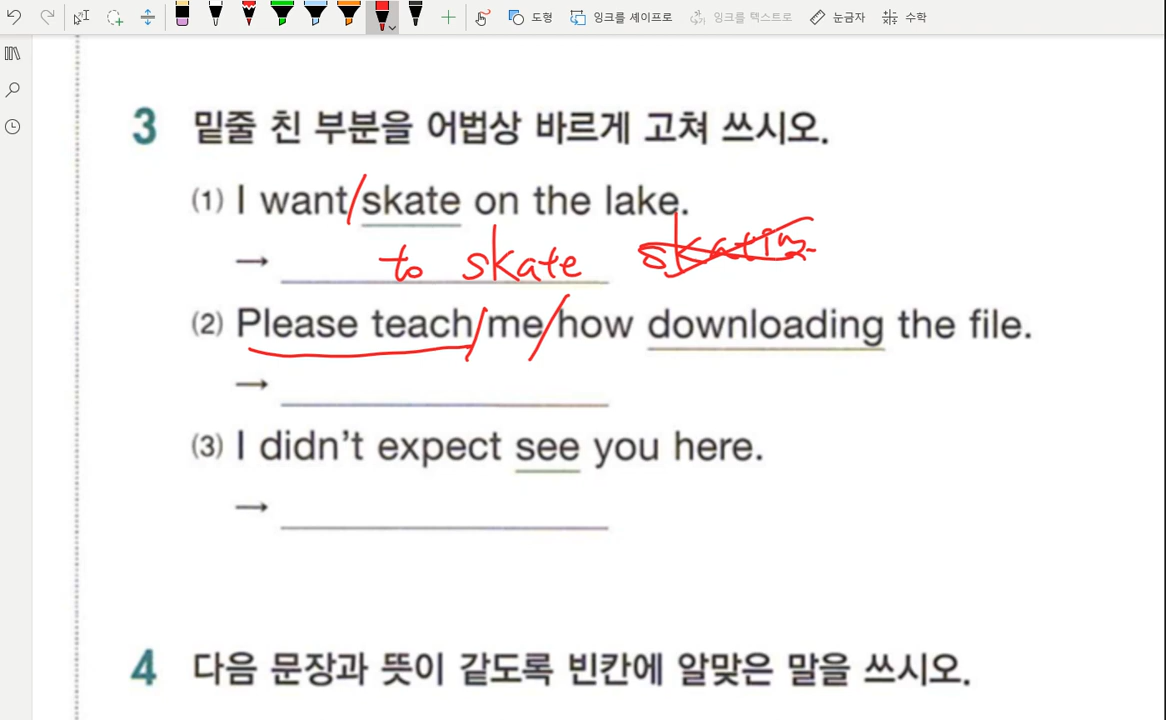 도형 잉크를 셰이프로 잉크를 텍스트로 눈금자 수학
3 밑줄 친 부분을 어법상 바르게 고쳐 쓰시오.
(1) I want/skate on the lake.
→ to skate skating
(2) Please teach/me/how downloading the file.
→
(3) I didn't expect see you here.
→
4 다음 문장과 뜻이 같도록 빈칸에 알맞은 말을 쓰시오.